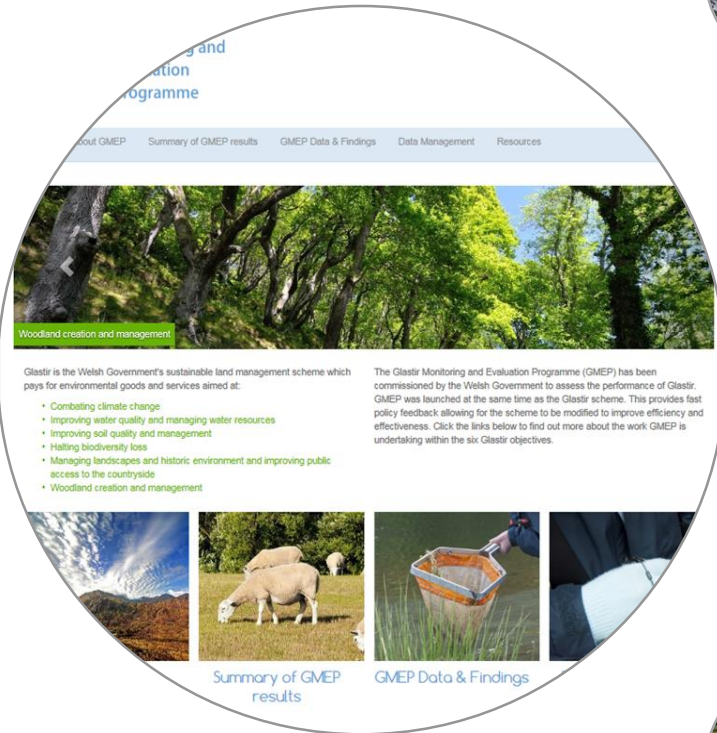 and
Programme
About GMEP Summary of GMEP results GMEP Data & Findings Data Management Resources
Woodland creation and management
Glastir is the Welsh Government's sustainable land management scheme which
pays for environmental goods and services aimed at:
• Combating climate change
• Improving water quality and managing water resources
• Improving soil quality and management
• Halting biodiversity loss
• Managing landscapes and historic environment and improving public
access to the countryside
• Woodland creation and management
The Glastir Monitoring and Evaluation Programme (GMEP) has been
commissioned by the Welsh Government to assess the performance of Glastir.
GMEP was launched at the same time as the Glastir scheme. This provides fast
policy feedback allowing for the scheme to be modified to improve efficiency and
effectiveness. Click the links below to find out more about the work GMEP is
undertaking within the six Glastir objectives.
Summary of GMEP
results
GMEP Data & Findings